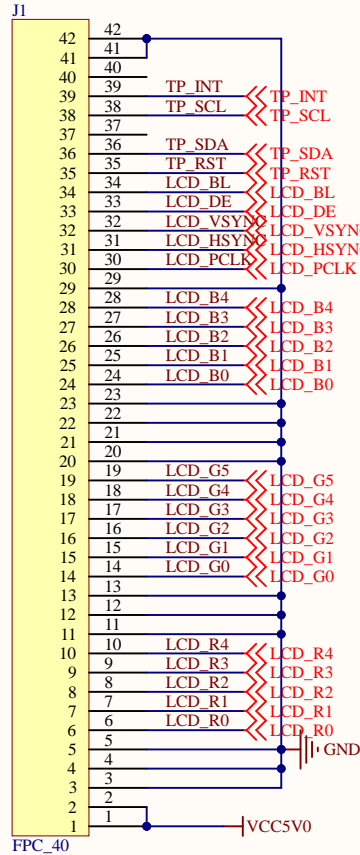 J1
42 42
41 41
40 40
39 39 TP_INT TP_INT
38 38 TP_SCL TP_SCL
37 37
36 36 TP_SDA TP_SDA
35 35 TP_RST TP_RST
34 34 LCD_BL LCD_BL
33 33 LCD_DE LCD_DE
32 32 LCD_VSYNC LCD_VSYNC
31 31 LCD_HSYNC LCD_HSYNC
30 30 LCD_PCLK LCD_PCLK
29 29
28 28 LCD_B4 LCD_B4
27 27 LCD_B3 LCD_B3
26 26 LCD_B2 LCD_B2
25 25 LCD_B1 LCD_B1
24 24 LCD_B0 LCD_B0
23 23
22 22
21 21
20 20
19 19 LCD_G5 LCD_G5
18 18 LCD_G4 LCD_G4
17 17 LCD_G3 LCD_G3
16 16 LCD_G2 LCD_G2
15 15 LCD_G1 LCD_G1
14 14 LCD_G0 LCD_G0
13 13
12 12
11 11
10 10 LCD_R4 LCD_R4
9 9 LCD_R3 LCD_R3
8 8 LCD_R2 LCD_R2
7 7 LCD_R1 LCD_R1
6 6 LCD_R0 LCD_R0
5 5 GND
4 4
3 3
2 2
1 1 VCC5V0
FPC_40